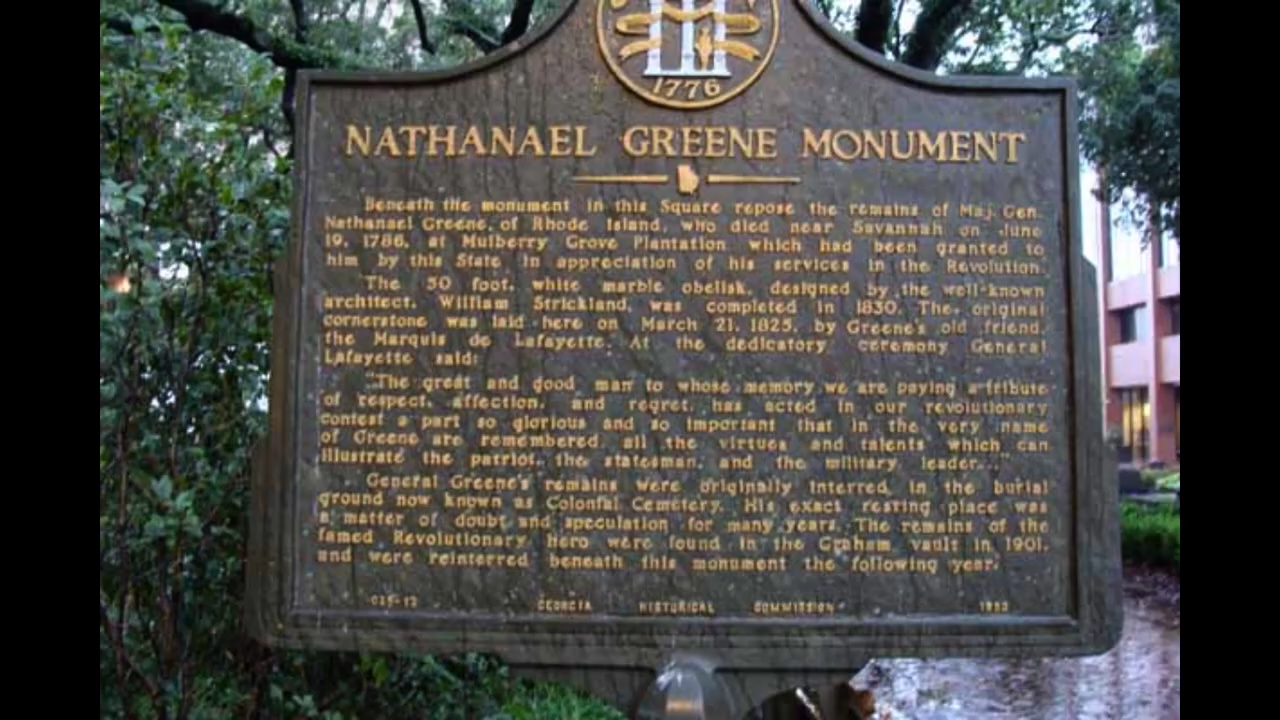 1776
NATHANAEL GREENE MONUMENT
Beneath the monument in this Square repose the remains of Maj. Gen.
Nathanael Greene, of Rhode Island, who died near Savannah on June
19, 1786, at Mulberry Grove Plantation which had been granted to
him by this State in appreciation of his services in the Revolution.
The 50 foot, white marble obelisk, designed by the well-known
architect, William Strickland, was completed in 1830. The original
cornerstone was laid here on March 21, 1825, by Greene's old friend,
the Marquis de Lafayette. At the dedicatory ceremony General
Lafayette said:
"The great and good man to whose memory we are paying a tribute
of respect, affection, and regret, has acted in our revolutionary
contest a part so glorious and so important that in the very name
of Greene are remembered all the virtues and talents which can
illustrate the patriot, the statesman, and the military leader..."
General Greene's remains were originally interred in the burial
ground now known as Colonial Cemetery. His exact resting place was
a matter of doubt and speculation for many years. The remains of the
famed Revolutionary hero were found in the Graham vault in 1901,
and were reinterred beneath this monument the following year.
GEORGIA HISTORICAL COMMISSION